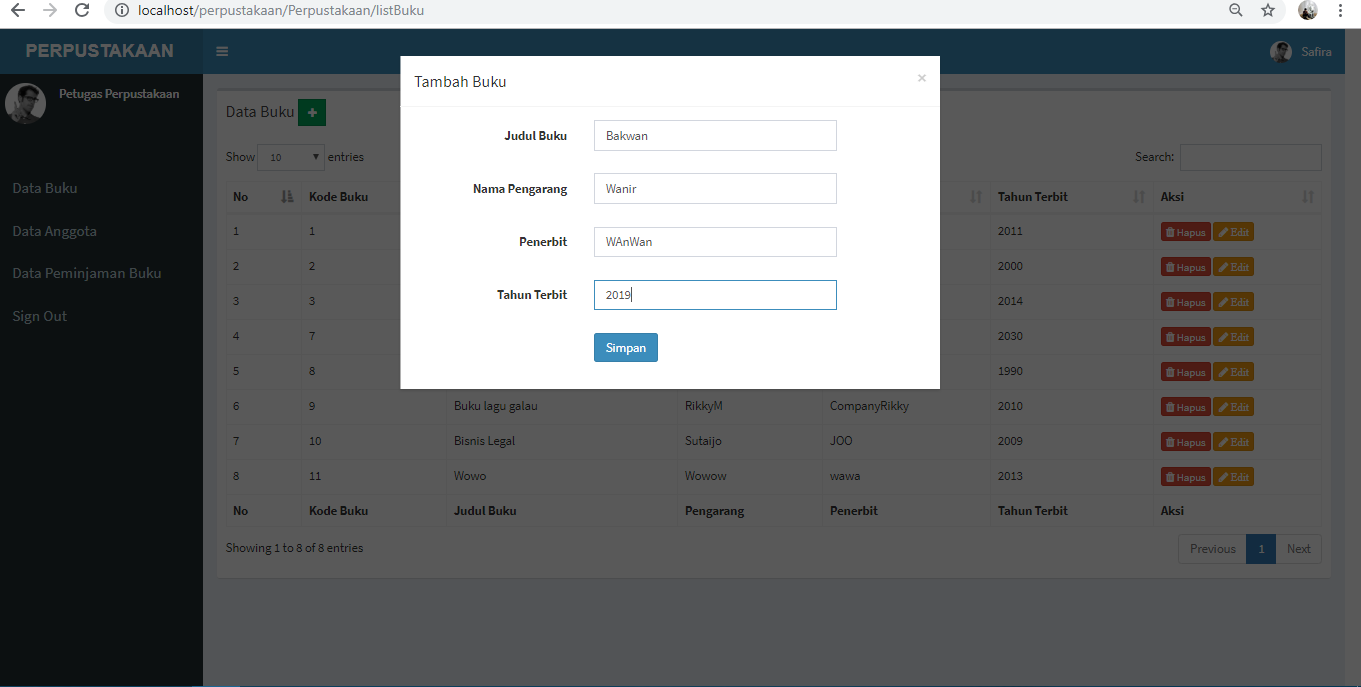 localhost/perpustakaan/Perpustakaan/listBuku
PERPUSTAKAAN
Safira
Petugas Perpustakaan
Data Buku
Data Anggota
Data Peminjaman Buku
Sign Out
Tambah Buku ×
Judul Buku Bakwan
Nama Pengarang Wanir
Penerbit WAnWan
Tahun Terbit 2019
Simpan
Data Buku +
Show 10 entries Search:
No Kode Buku Tahun Terbit Aksi
1 1 2011 Hapus Edit
2 2 2000 Hapus Edit
3 3 2014 Hapus Edit
4 7 2030 Hapus Edit
5 8 1990 Hapus Edit
6 9 Buku lagu galau RikkyM CompanyRikky 2010 Hapus Edit
7 10 Bisnis Legal Sutaijo JOO 2009 Hapus Edit
8 11 Wowo Wowow wawa 2013 Hapus Edit
No Kode Buku Judul Buku Pengarang Penerbit Tahun Terbit Aksi
Showing 1 to 8 of 8 entries Previous 1 Next